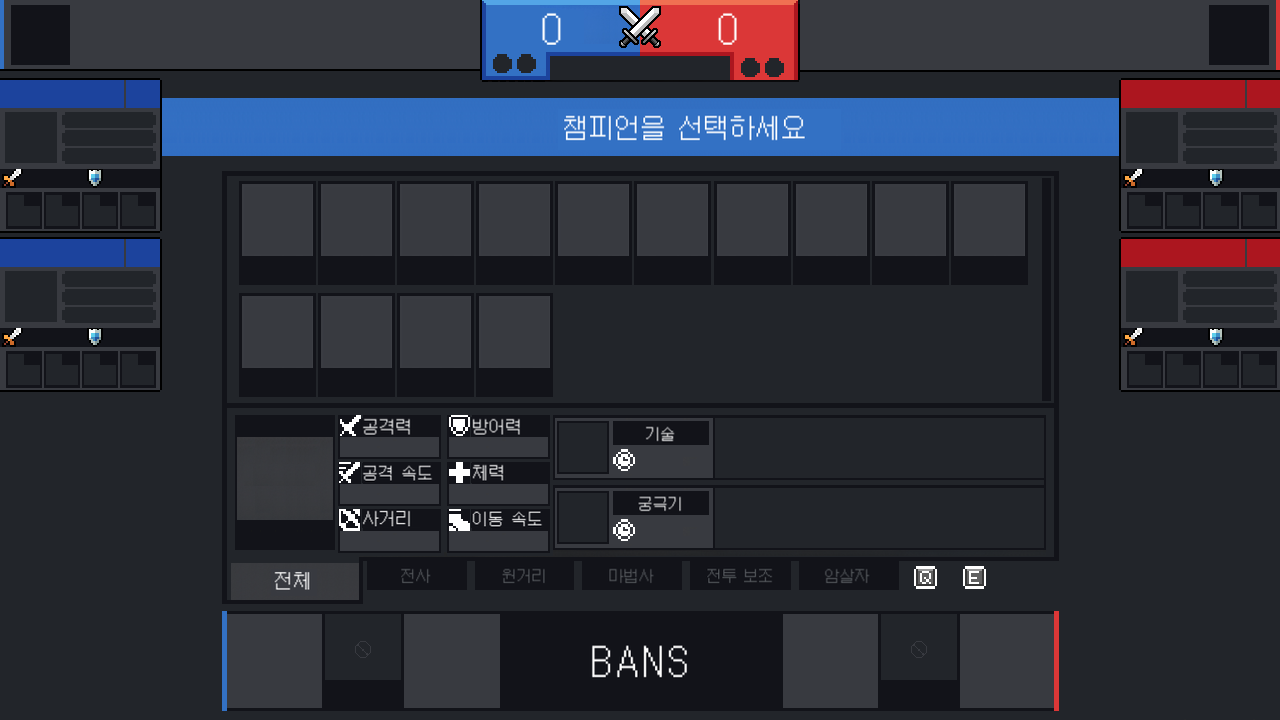 0 0
챔피언을 선택하세요
공격력 방어력 기술
공격 속도 체력
사거리 이동 속도 궁극기
전체 전사 원거리 마법사 전투 보조 암살자 Q E
BANS